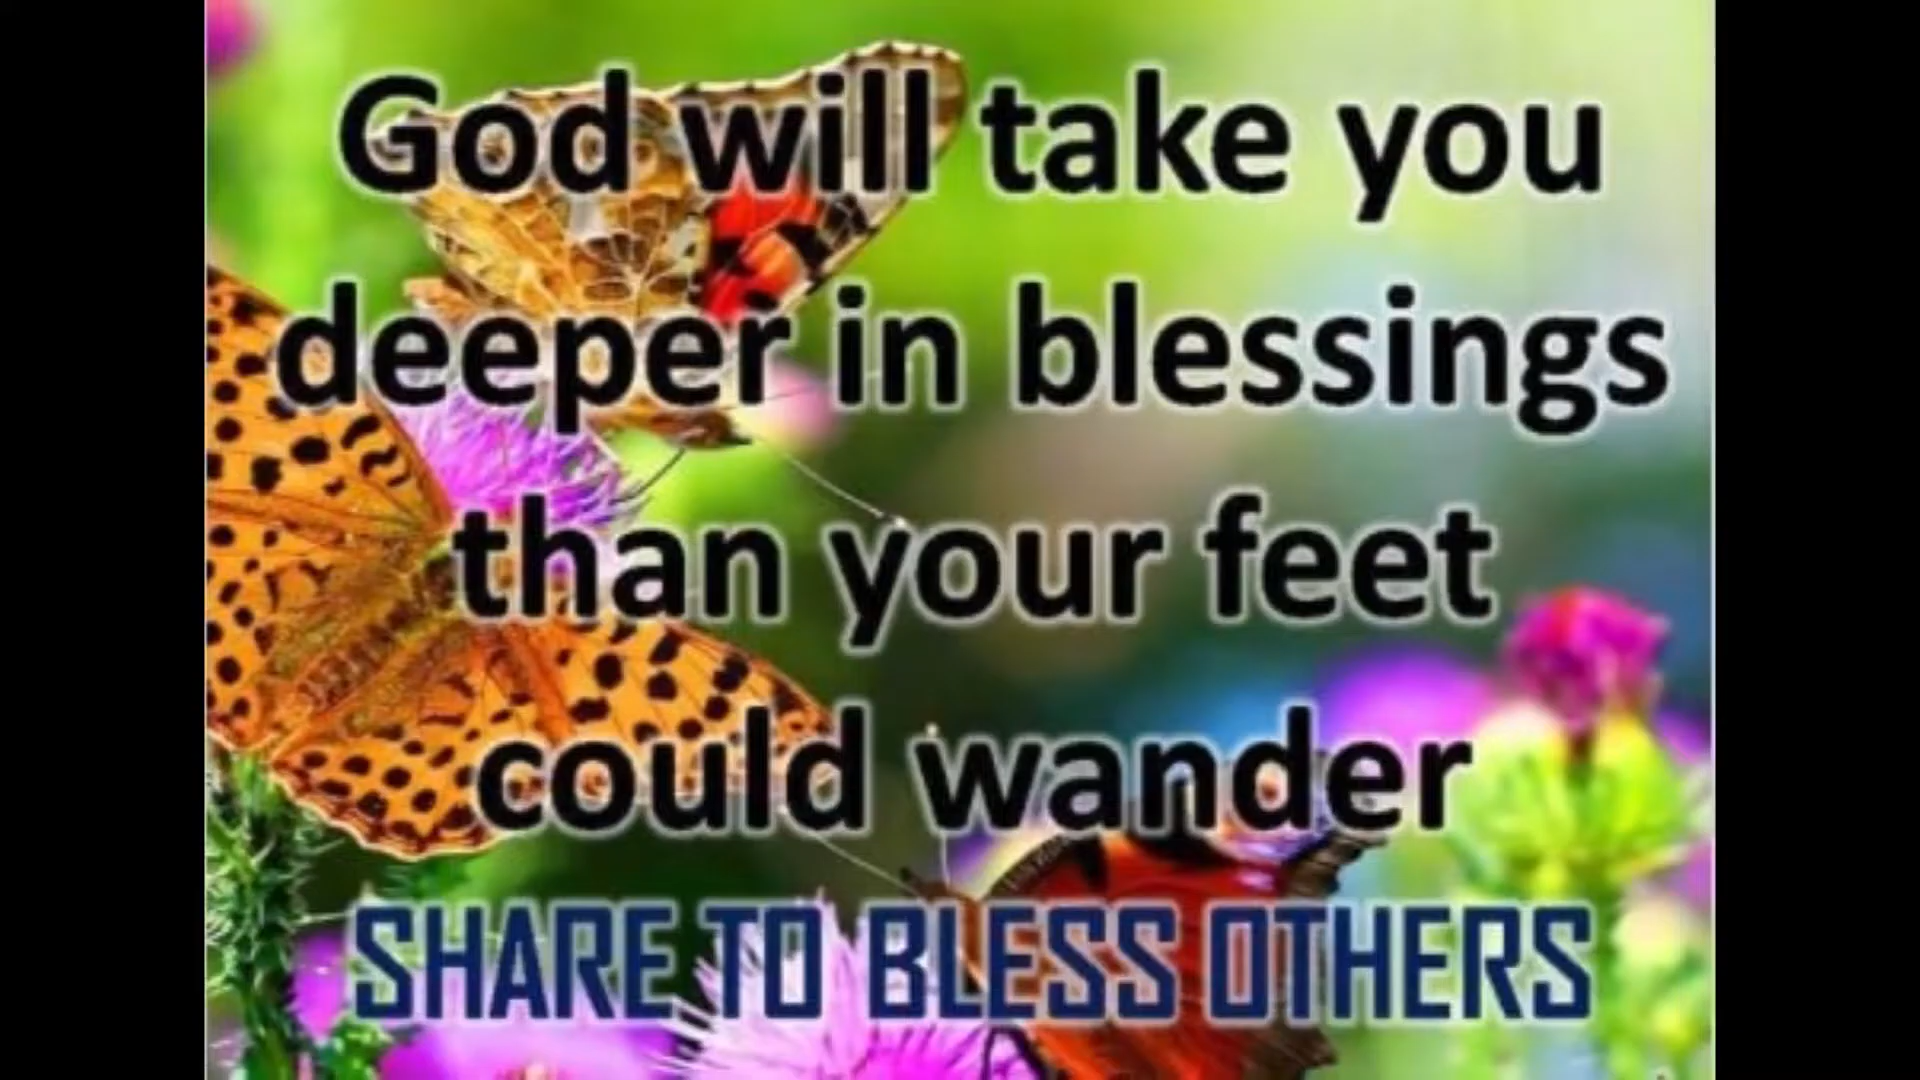 God will take you
deeper in blessings
than your feet
could wander
SHARE TO BLESS OTHERS